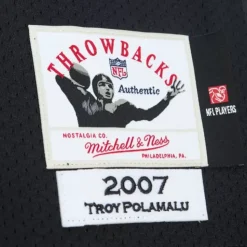 THROWBACKS
NFL
Authentic
NOSTALGIA CO.
Mitchell & Ness
PHILADELPHIA, PA.
NFL PLAYERS
2007
TROY POLAMALU